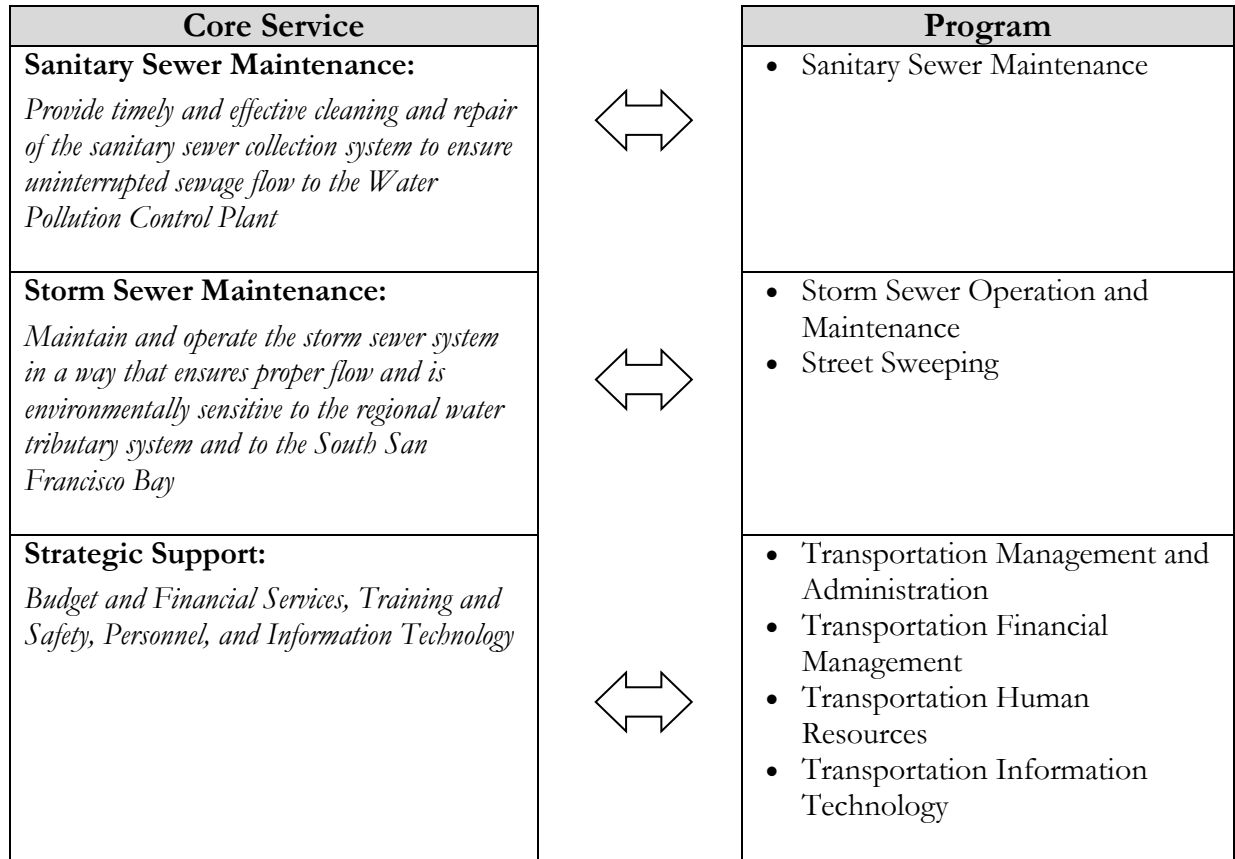 Core Service
Sanitary Sewer Maintenance:
Provide timely and effective cleaning and repair
of the sanitary sewer collection system to ensure
uninterrupted sewage flow to the Water
Pollution Control Plant
Storm Sewer Maintenance:
Maintain and operate the storm sewer system
in a way that ensures proper flow and is
environmentally sensitive to the regional water
tributary system and to the South San
Francisco Bay
Strategic Support:
Budget and Financial Services, Training and
Safety, Personnel, and Information Technology
Program
• Sanitary Sewer Maintenance
• Storm Sewer Operation and
Maintenance
• Street Sweeping
• Transportation Management and
Administration
• Transportation Financial
Management
• Transportation Human
Resources
• Transportation Information
Technology